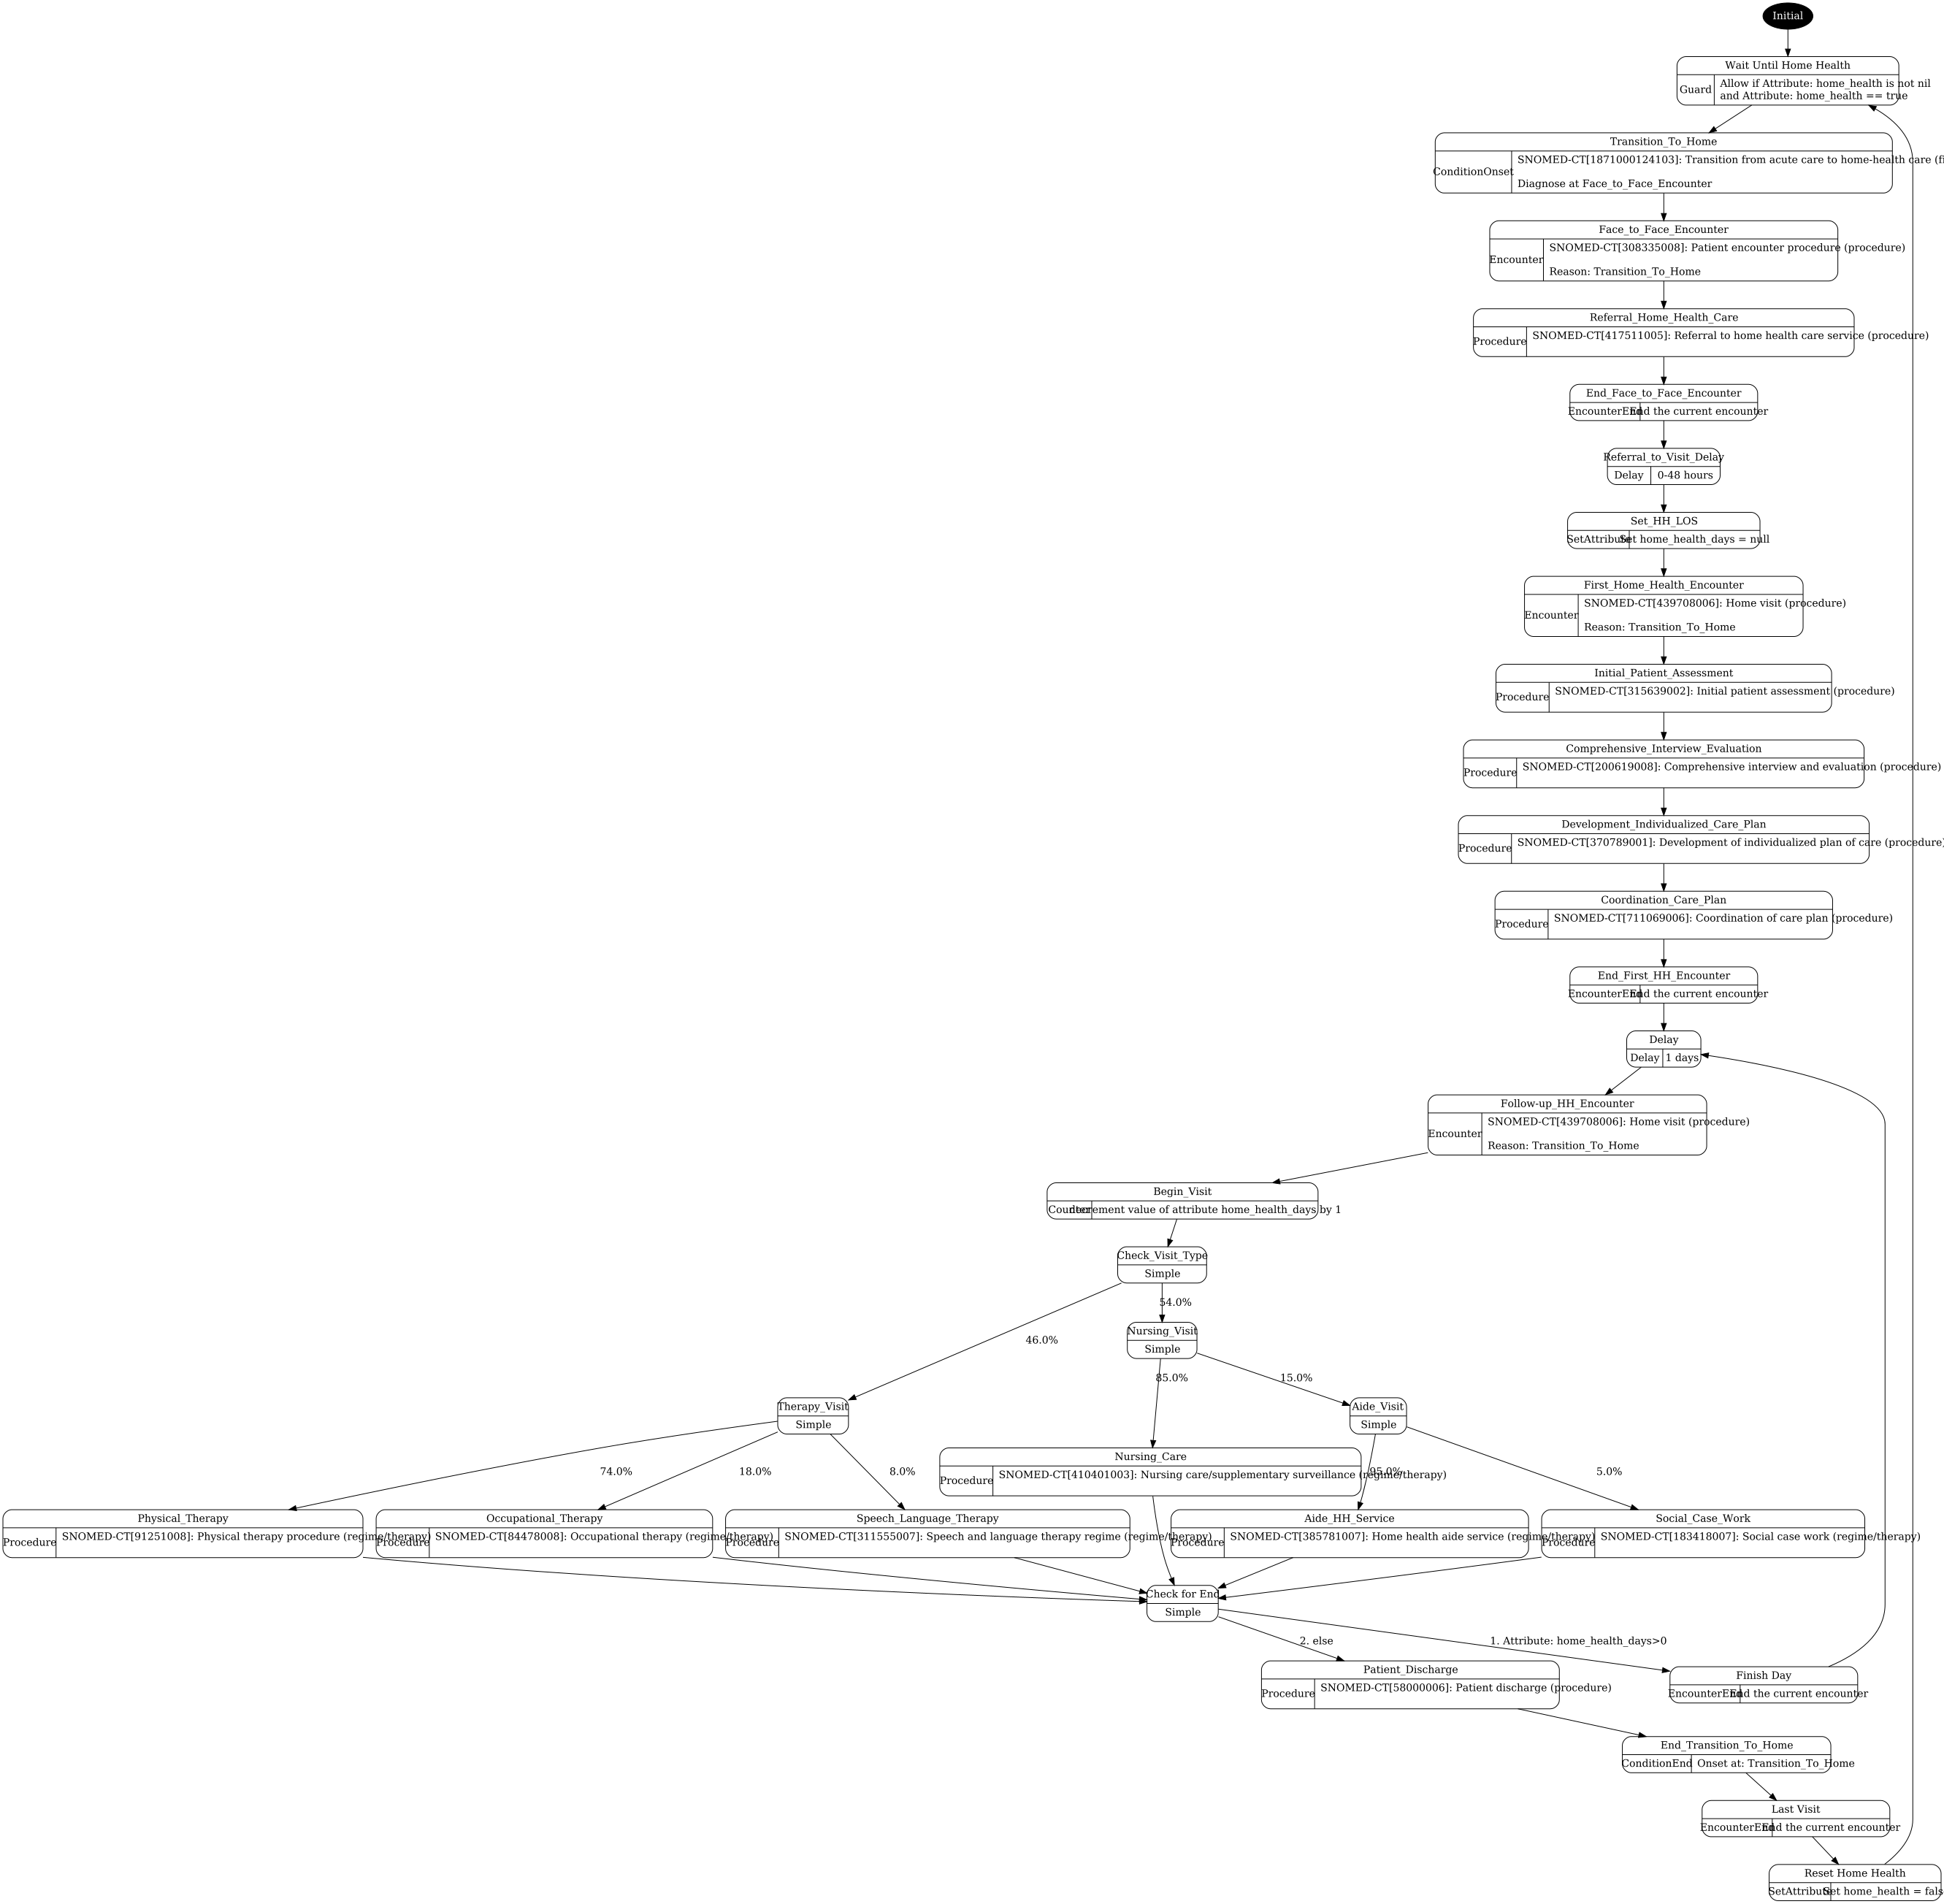 Initial
Wait Until Home Health
Guard
Allow if Attribute: home_health is not nil
and Attribute: home_health == true
Transition_To_Home
ConditionOnset
SNOMED-CT[1871000124103]: Transition from acute care to home-health care (fi
Diagnose at Face_to_Face_Encounter
Face_to_Face_Encounter
Encounter
SNOMED-CT[308335008]: Patient encounter procedure (procedure)
Reason: Transition_To_Home
Referral_Home_Health_Care
Procedure
SNOMED-CT[417511005]: Referral to home health care service (procedure)
End_Face_to_Face_Encounter
EncounterEnd
End the current encounter
Referral_to_Visit_Delay
Delay
0-48 hours
Set_HH_LOS
SetAttribute
Set home_health_days = null
First_Home_Health_Encounter
Encounter
SNOMED-CT[439708006]: Home visit (procedure)
Reason: Transition_To_Home
Initial_Patient_Assessment
Procedure
SNOMED-CT[315639002]: Initial patient assessment (procedure)
Comprehensive_Interview_Evaluation
Procedure
SNOMED-CT[200619008]: Comprehensive interview and evaluation (procedure)
Development_Individualized_Care_Plan
Procedure
SNOMED-CT[370789001]: Development of individualized plan of care (procedure)
Coordination_Care_Plan
Procedure
SNOMED-CT[711069006]: Coordination of care plan (procedure)
End_First_HH_Encounter
EncounterEnd
End the current encounter
Delay
Delay
1 days
Follow-up_HH_Encounter
Encounter
SNOMED-CT[439708006]: Home visit (procedure)
Reason: Transition_To_Home
Begin_Visit
Counter
value of attribute home_health_days by 1
Check_Visit_Type
Simple
54.0%
46.0%
Nursing_Visit
Simple
85.0%
15.0%
Therapy_Visit
Simple
Aide_Visit
Simple
74.0%
18.0%
8.0%
95.0%
5.0%
Nursing_Care
Procedure
SNOMED-CT[410401003]: Nursing care/supplementary surveillance (regime/therapy)
Physical_Therapy
Procedure
SNOMED-CT[91251008]: Physical therapy procedure (regime/therapy)
Occupational_Therapy
Procedure
SNOMED-CT[84478008]: Occupational therapy (regime/therapy)
Speech_Language_Therapy
Procedure
SNOMED-CT[311555007]: Speech and language therapy regime (regime/therapy)
Aide_HH_Service
Procedure
SNOMED-CT[385781007]: Home health aide service (regime/therapy)
Social_Case_Work
Procedure
SNOMED-CT[183418007]: Social case work (regime/therapy)
Check for End
Simple
2. else
1. Attribute: home_health_days>0
Patient_Discharge
Procedure
SNOMED-CT[58000006]: Patient discharge (procedure)
Finish Day
EncounterEnd
End the current encounter
End_Transition_To_Home
ConditionEnd
Onset at: Transition_To_Home
Last Visit
EncounterEnd
End the current encounter
Reset Home Health
SetAttribute
Set home_health = fals